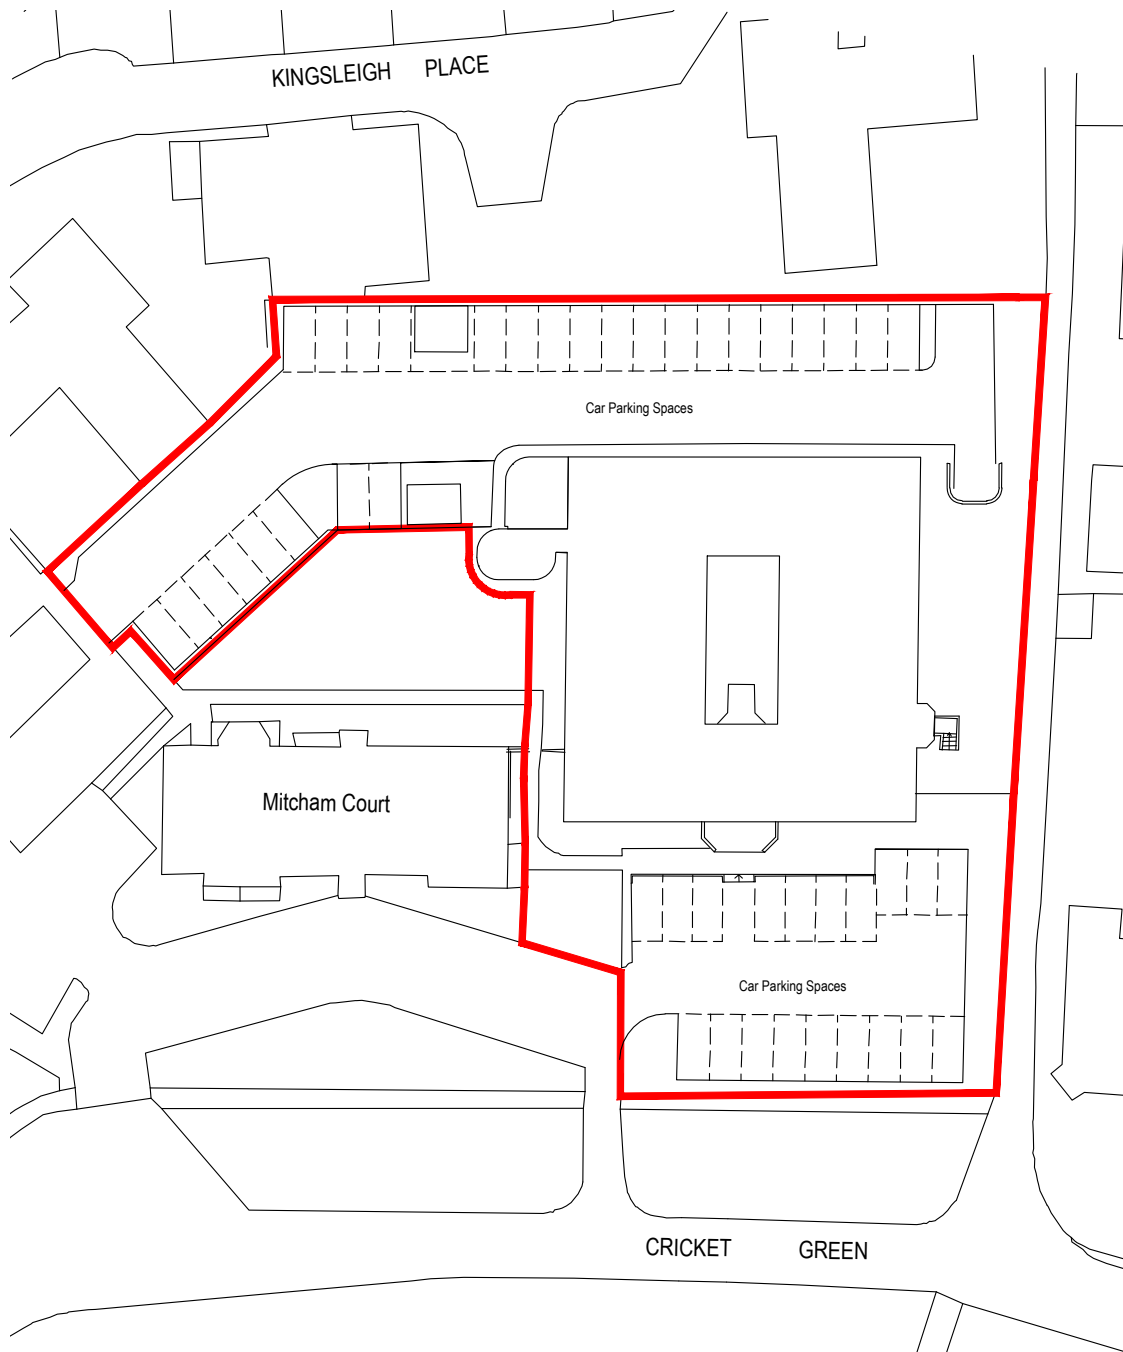 KINGSLEIGH PLACE
Car Parking Spaces
Mitcham Court
Car Parking Spaces
CRICKET GREEN